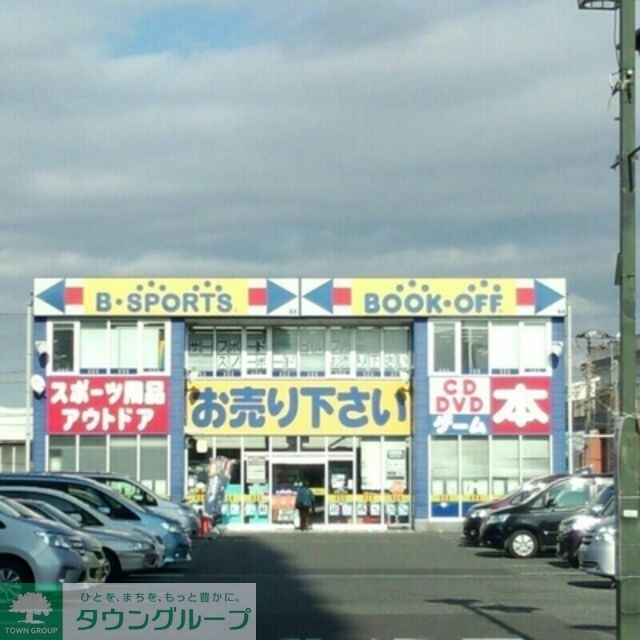 B·SPORTS
BOOK·OFF
スポーツ用品
アウトドア
お売り下さい
CD
DVD
ゲーム
本
TOWN GROUP
ひとを、まちを、もっと豊かに。
タウングループ